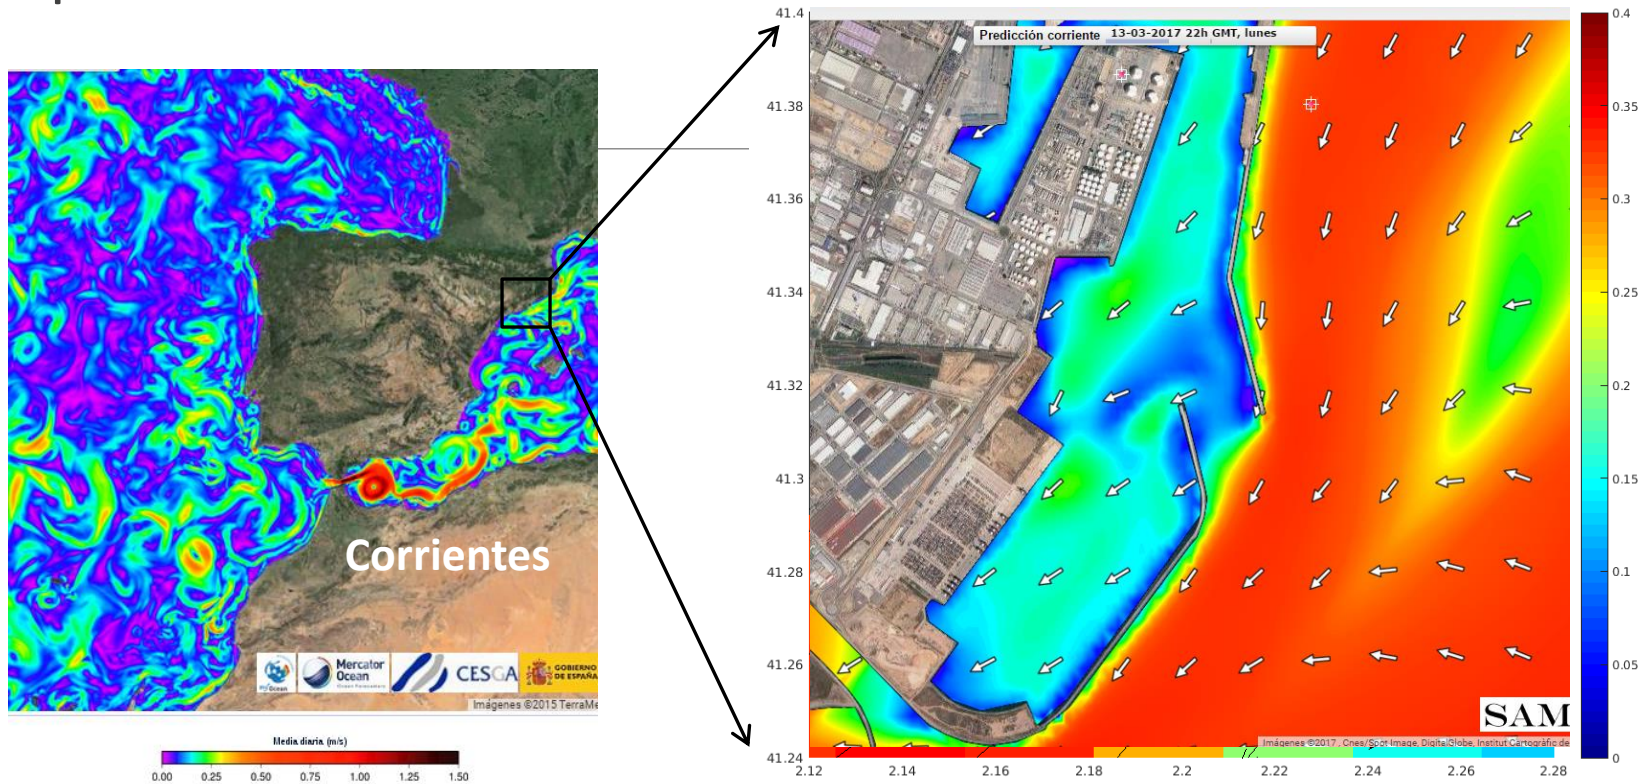 Corrientes
my Ocean
Mercator
Ocean
Ocean Forecasters
CESGA
GOBIERNO
DE ESPAÑA
Imágenes ©2015 TerraMe
Media diaria (m/s)
0.00 0.25 0.50 0.75 1.00 1.25 1.50
Predicción corriente 13-03-2017 22h GMT, lunes
41.4
41.38
41.36
41.34
41.32
41.3
41.28
41.26
41.24
2.12 2.14 2.16 2.18 2.2 2.22 2.24 2.26 2.28
0.4
0.35
0.3
0.25
0.2
0.15
0.1
0.05
0
SAM
Imágenes ©2017 , Cnes/Spot Image, DigitalGlobe, Institut Cartogràfic de